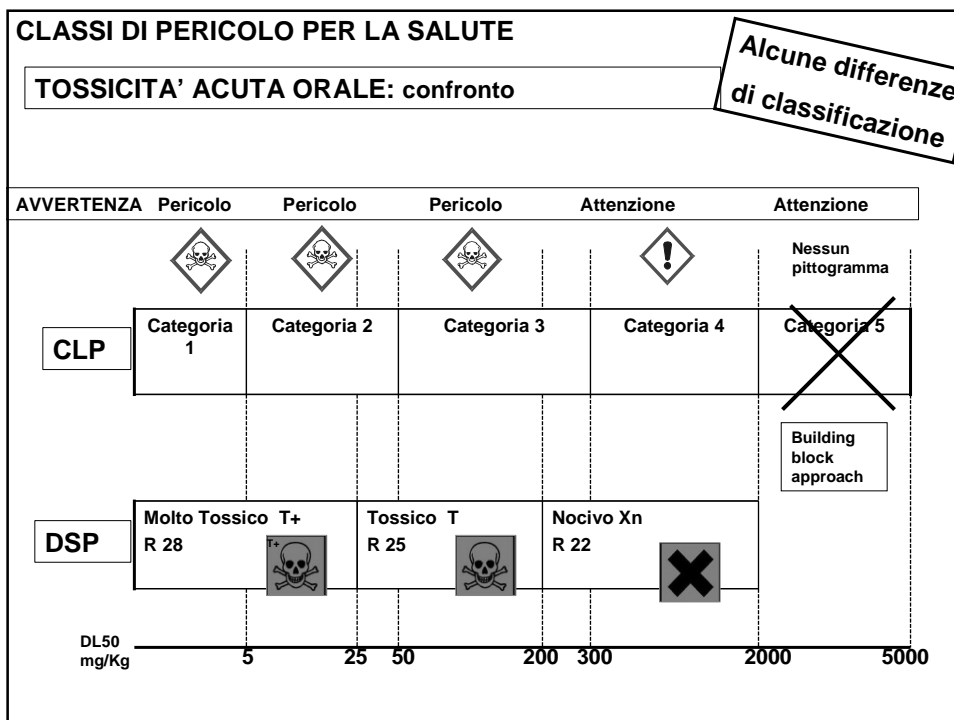 CLASSI DI PERICOLO PER LA SALUTE
Alcune differenze
di classificazione
TOSSICITA’ ACUTA ORALE: confronto
AVVERTENZA Pericolo Pericolo Pericolo Attenzione Attenzione
Nessun
pittogramma
CLP
Categoria
1
Categoria 2
Categoria 3
Categoria 4
Categoria 5
Building
block
approach
DSP
Molto Tossico T+
R 28
T+
Tossico T
R 25
Nocivo Xn
R 22
DL50
mg/Kg
5 25 50 200 300 2000 5000